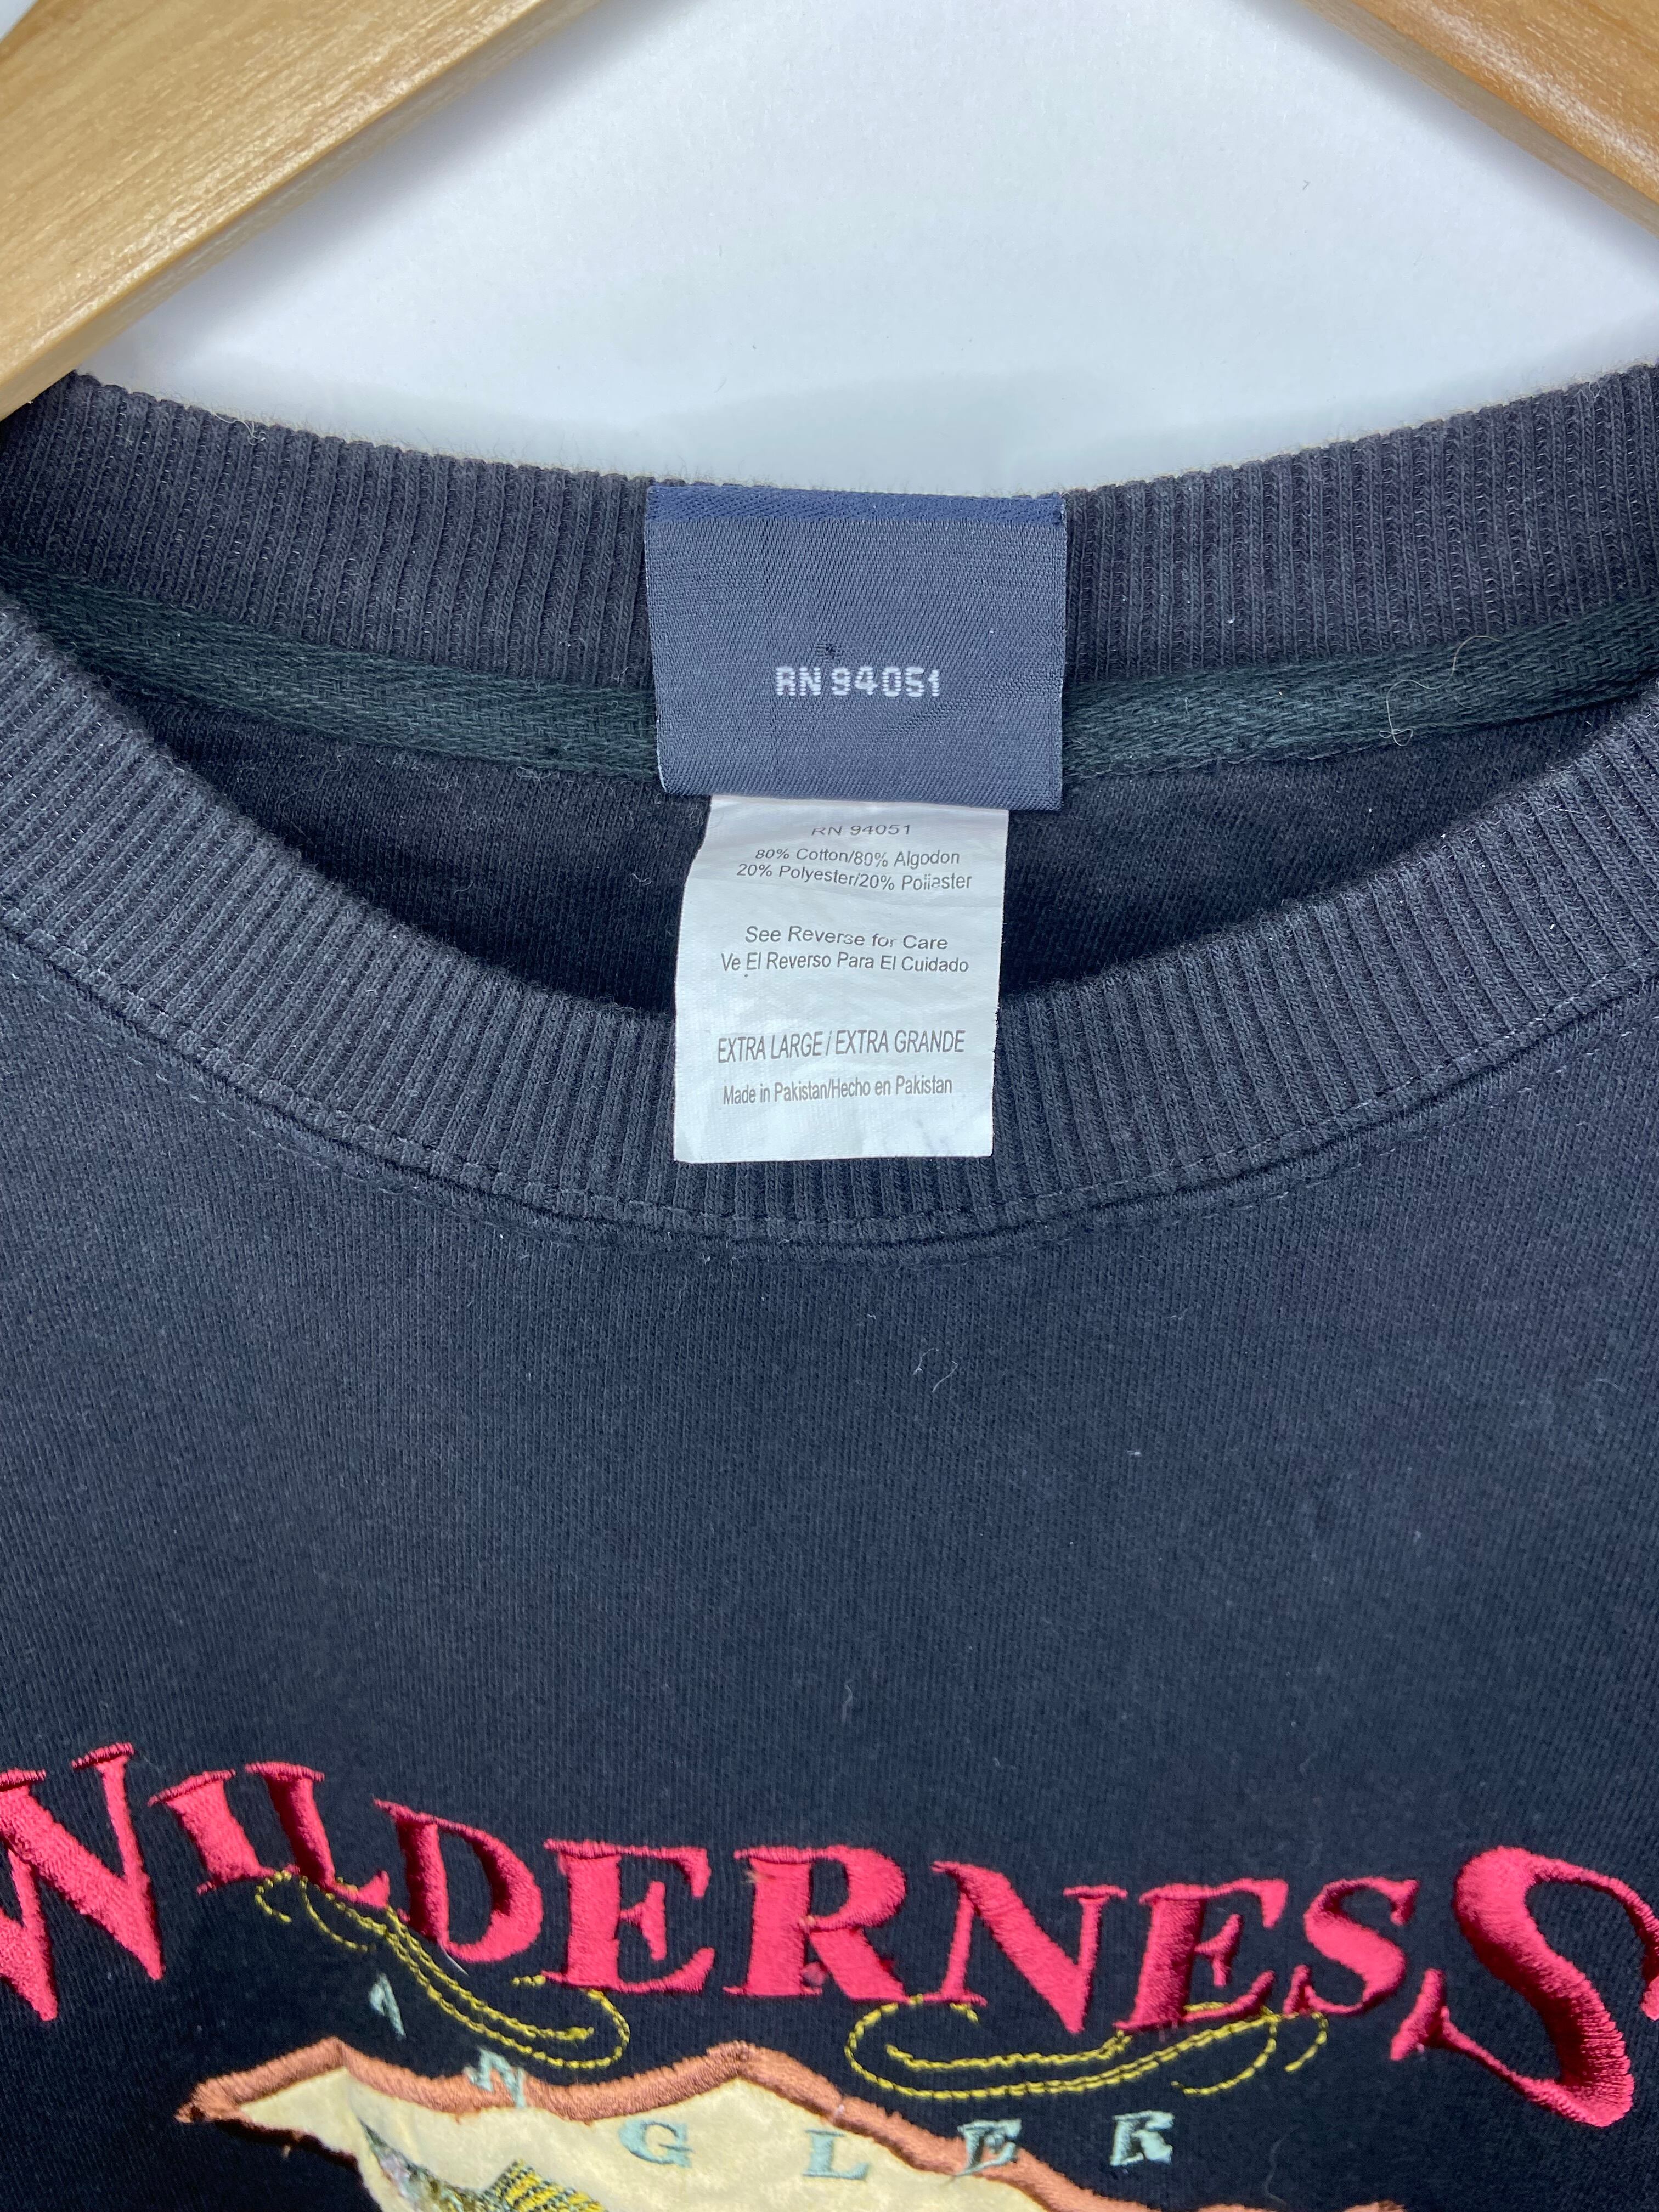 RN 94051
RN 94051
80% Cotton/80% Algodon
20% Polyester/20% Poliester
See Reverse for Care
Ve El Reverso Para El Cuidado
EXTRA LARGE / EXTRA GRANDE
Made in Pakistan/Hecho en Pakistan
WILDERNESS
ANGLER